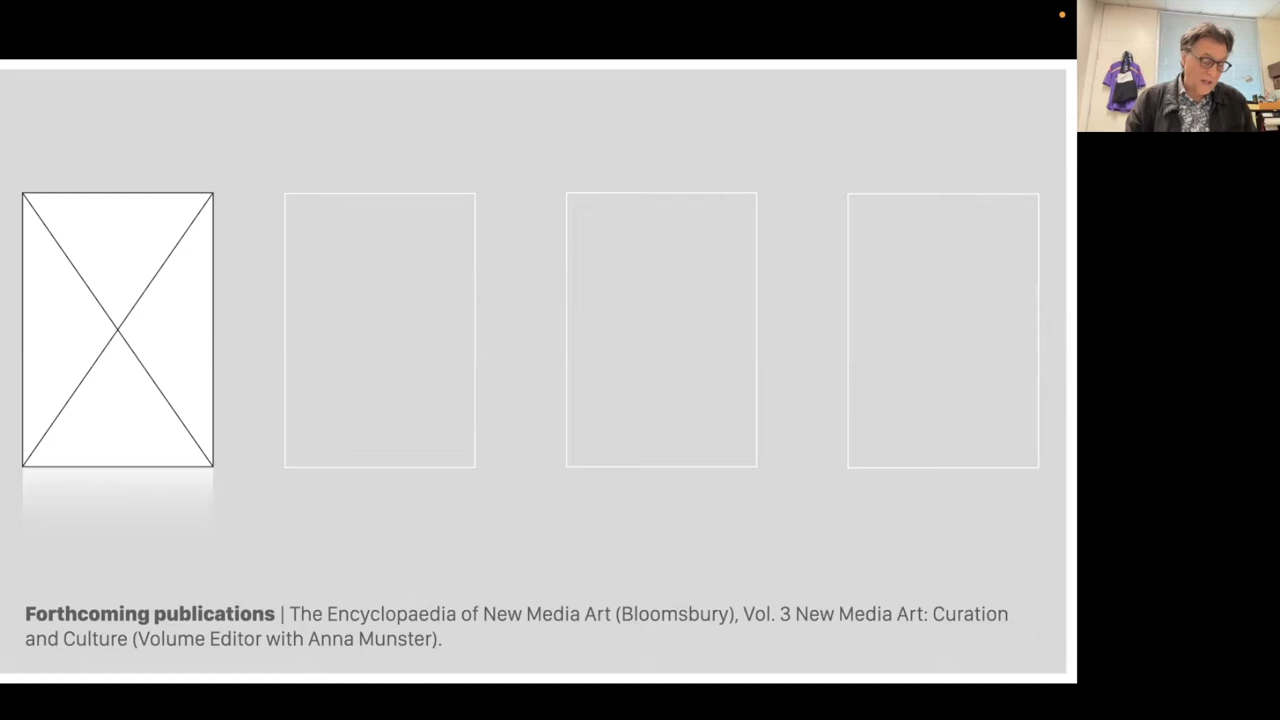 Forthcoming publications | The Encyclopaedia of New Media Art (Bloomsbury), Vol. 3 New Media Art: Curation
and Culture (Volume Editor with Anna Munster).